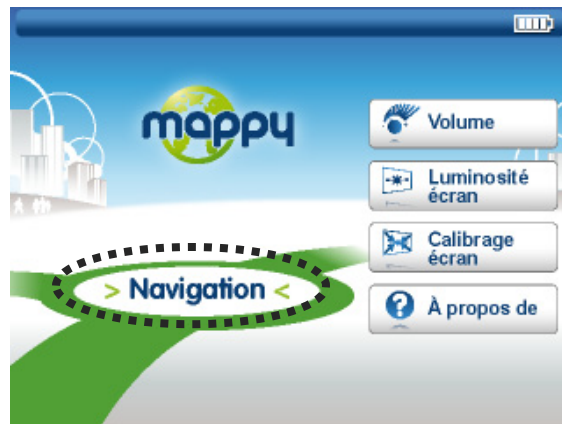 mappy
Volume
Luminosité
écran
Calibrage
écran
> Navigation <
? À propos de